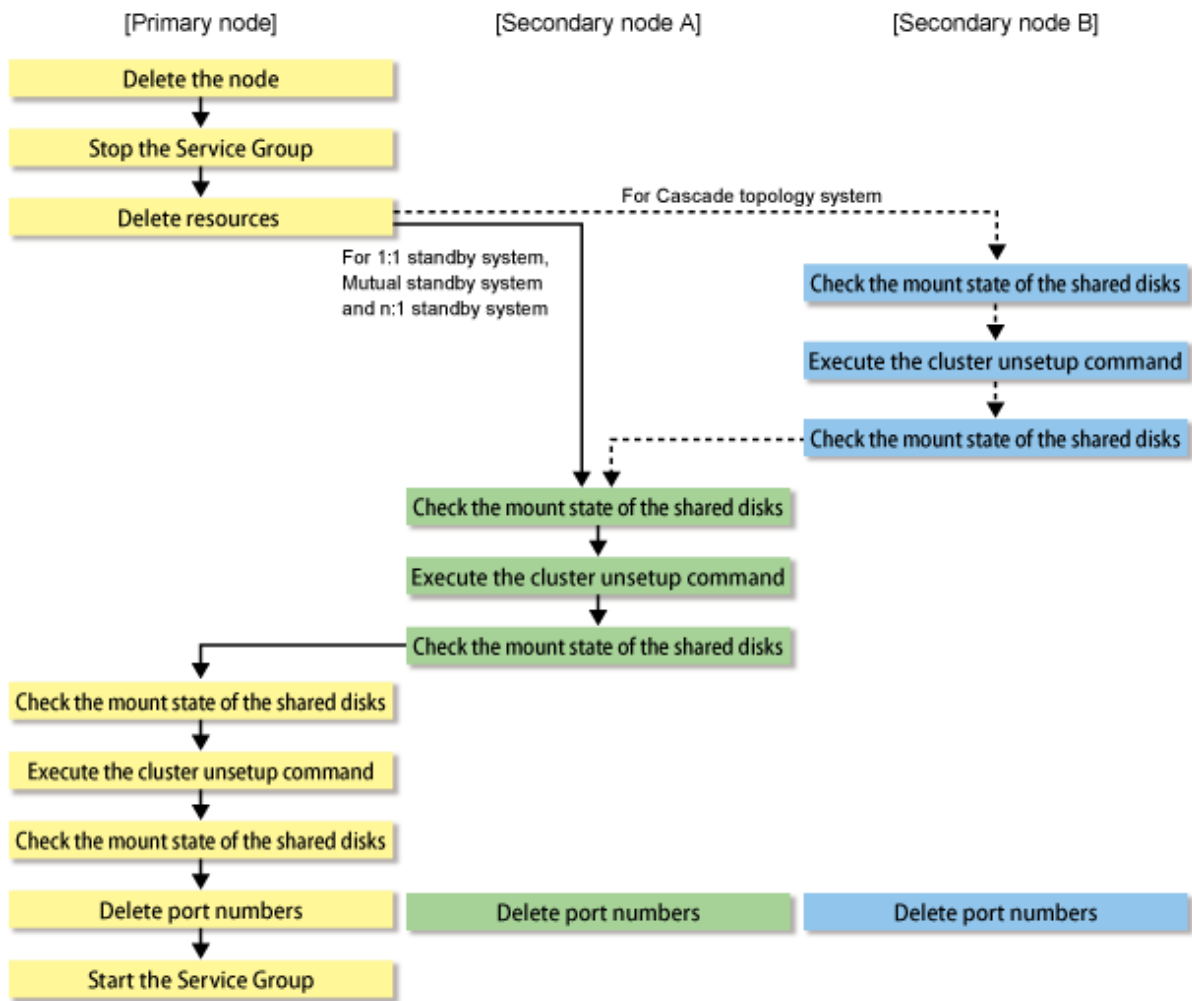 [Primary node]
[Secondary node A]
[Secondary node B]
Delete the node
Stop the Service Group
Delete resources
For Cascade topology system
For 1:1 standby system,
Mutual standby system
and n:1 standby system
Check the mount state of the shared disks
Execute the cluster unsetup command
Check the mount state of the shared disks
Check the mount state of the shared disks
Execute the cluster unsetup command
Check the mount state of the shared disks
Check the mount state of the shared disks
Execute the cluster unsetup command
Check the mount state of the shared disks
Delete port numbers
Delete port numbers
Delete port numbers
Start the Service Group